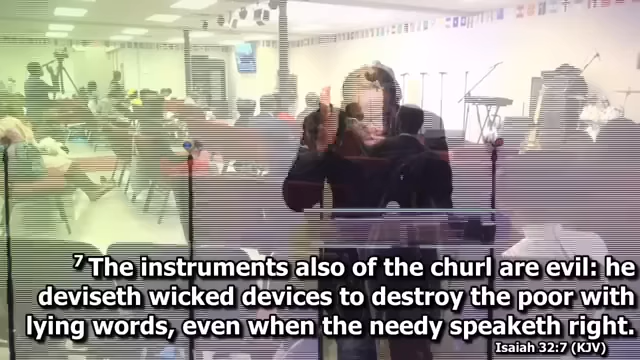 7 The instruments also of the churl are evil: he
deviseth wicked devices to destroy the poor with
lying words, even when the needy speaketh right.
Isaiah 32:7 (KJV)